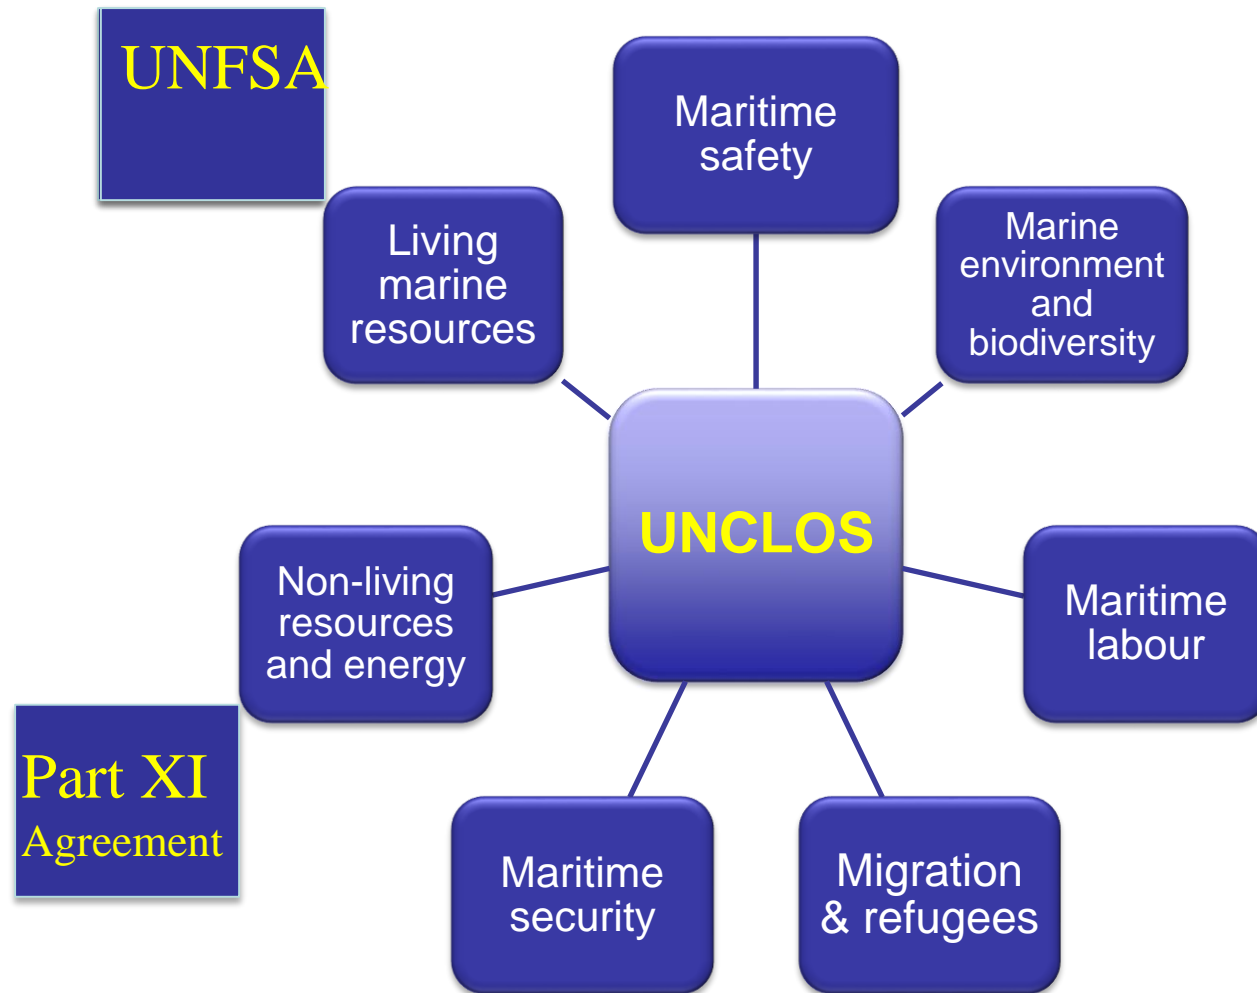 UNFSA
Maritime
safety
Living
marine
resources
Marine
environment
and
biodiversity
UNCLOS
Non-living
resources
and energy
Maritime
labour
Part XI
Agreement
Maritime
security
Migration
& refugees